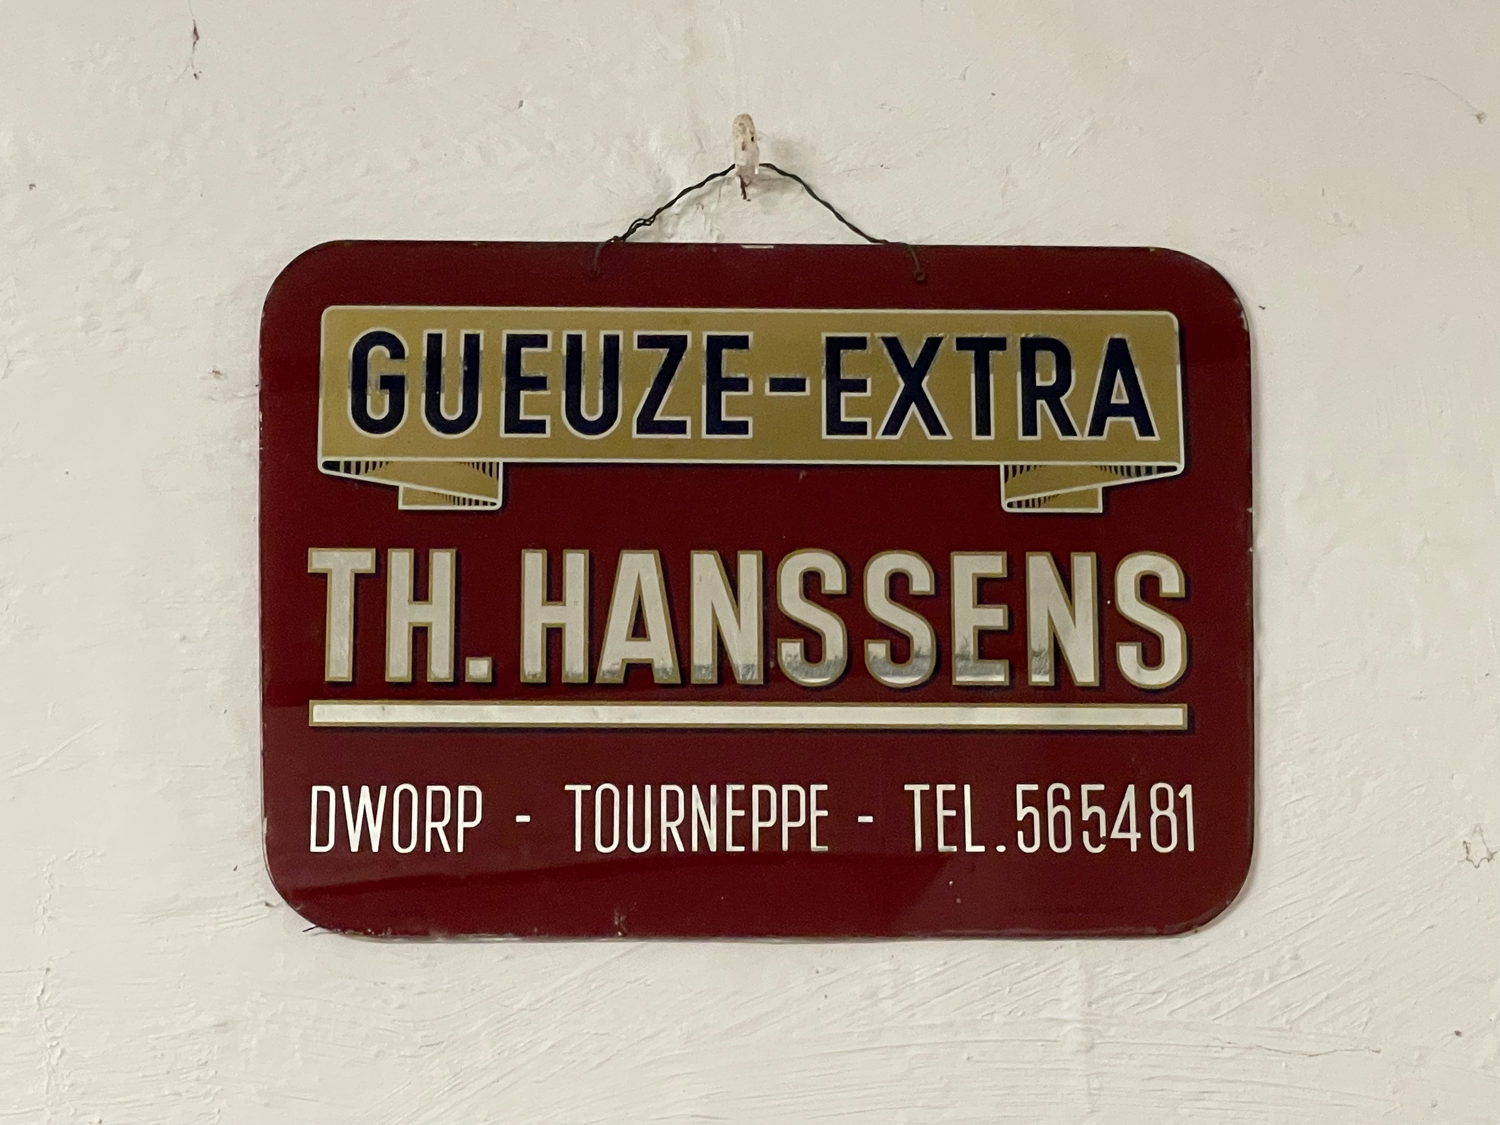 GUEUZE-EXTRA
TH. HANSSENS
DWORP - TOURNEPPE - TEL. 565481